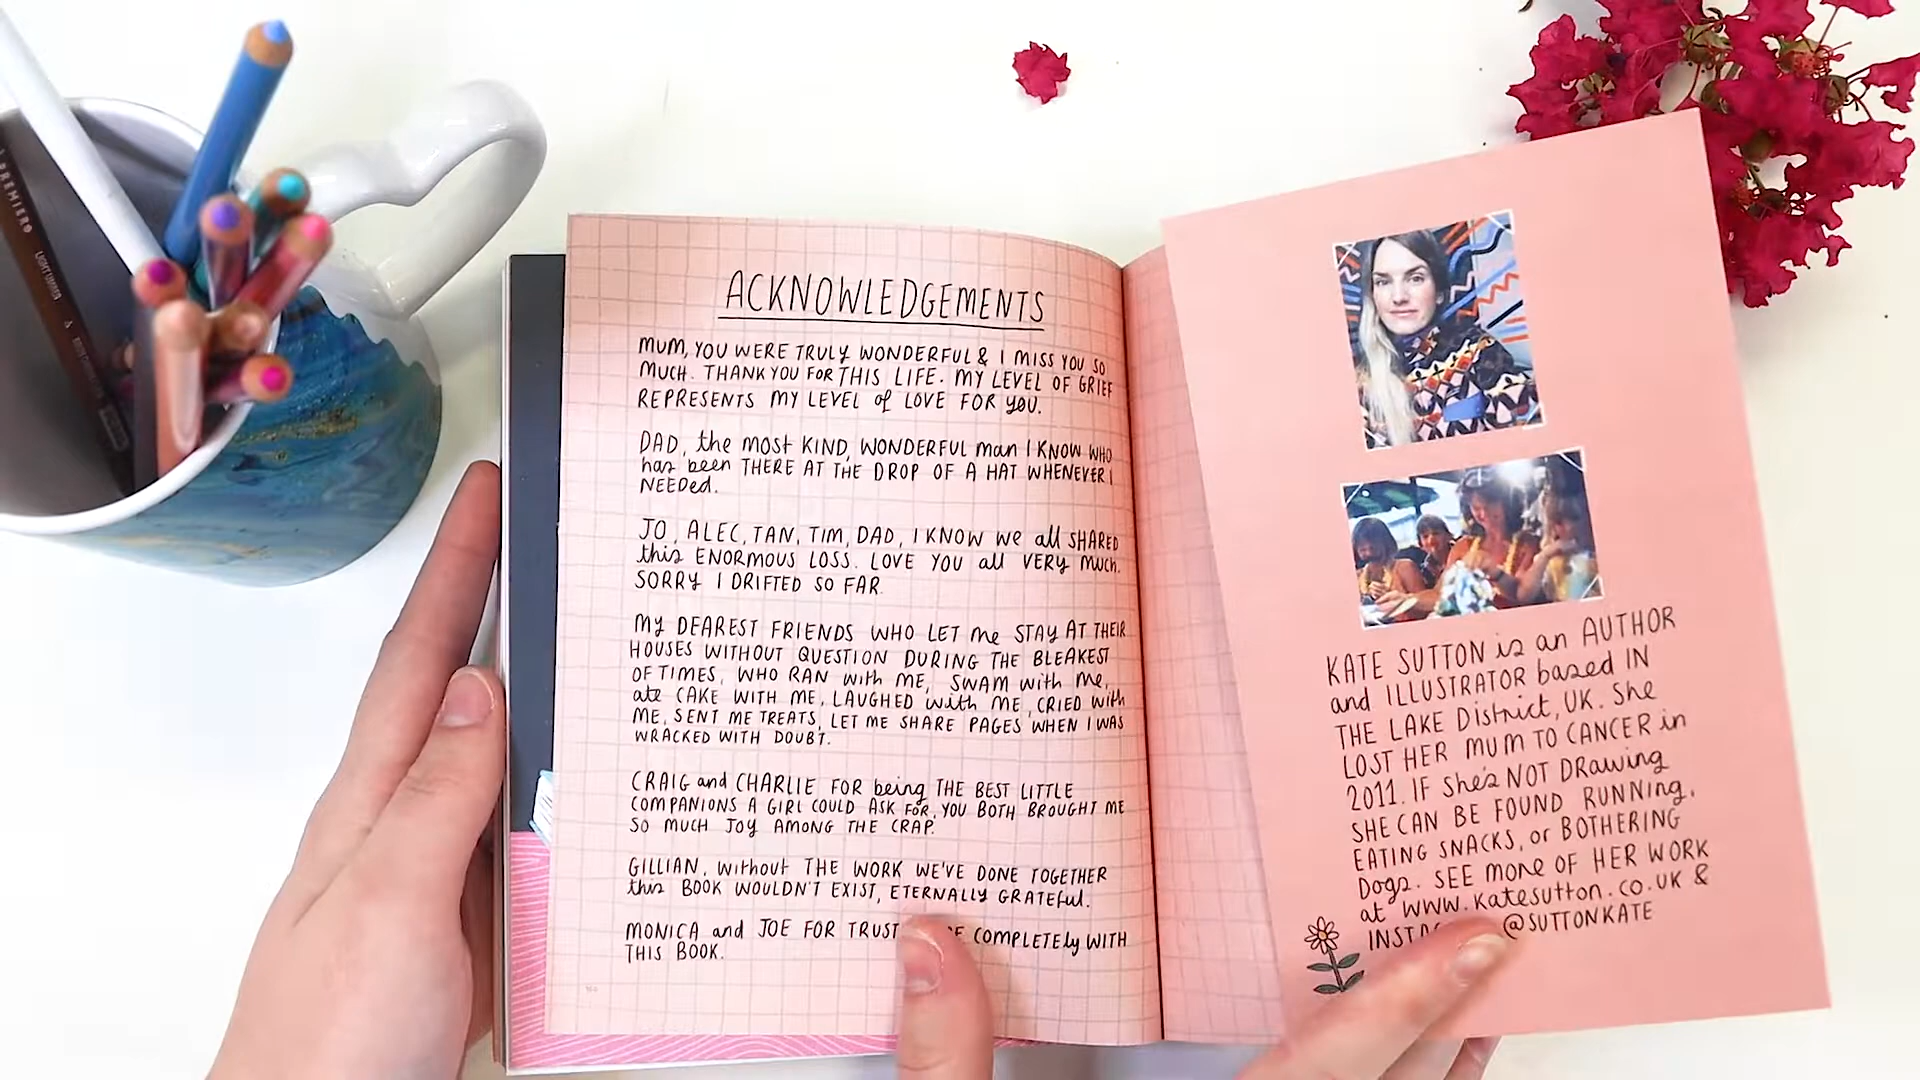 PREMIER
LIGHT UMBER
ACKNOWLEDGEMENTS
MUM, YOU WERE TRULY WONDERFUL & I MISS YOU SO
MUCH. THANK YOU FOR THIS LIFE. MY LEVEL OF GRIEF
REPRESENTS MY LEVEL of LOVE FOR YOU.
DAD, the most KIND, WONDERFUL man I KNOW WHO
has been THERE AT THE DROP OF A HAT WHENEVER I
NEEDed.
JO, ALEC, TAN, TIM, DAD, I KNOW we all SHARED
this ENORMOUS LOSS. LOVE YOU all VERY MUCH.
SORRY I DRIFTED SO FAR.
MY DEAREST FRIENDS WHO LET me STAY AT THEIR
HOUSES WITHOUT QUESTION DURING THE BLEAKEST
OF TIMES, WHO RAN with ME, SWAM with me,
ate CAKE WITH ME, LAUGHED with ME, CRIED with
ME, SENT ME TREATS, LET ME SHARE PAGES WHEN I WAS
WRACKED WITH DOUBT.
CRAIG and CHARLIE FOR being THE BEST LITTLE
COMPANIONS A GIRL COULD ASK FOR, YOU BOTH BROUGHT ME
SO MUCH JOY AMONG THE CRAP.
GILLIAN, without THE WORK WE'VE DONE TOGETHER
this BOOK WOULDN'T EXIST, ETERNALLY GRATEful.
MONICA and JOE FOR TRUST COMPLETEly WITH
THIS BOOK.
KATE SUTTON is an AUTHOR
and ILLUSTRATOR based IN
THE LAKE District, UK. She
LOST HER MUM TO CANCER in
2011. IF She's NOT DRawing
SHE CAN BE FOUND RUNNing,
EATING SNACKS, or BOTHERING
Dogs. SEE more OF HER WORK
at www.katesutton.co.uk &
@SUTTONKATE